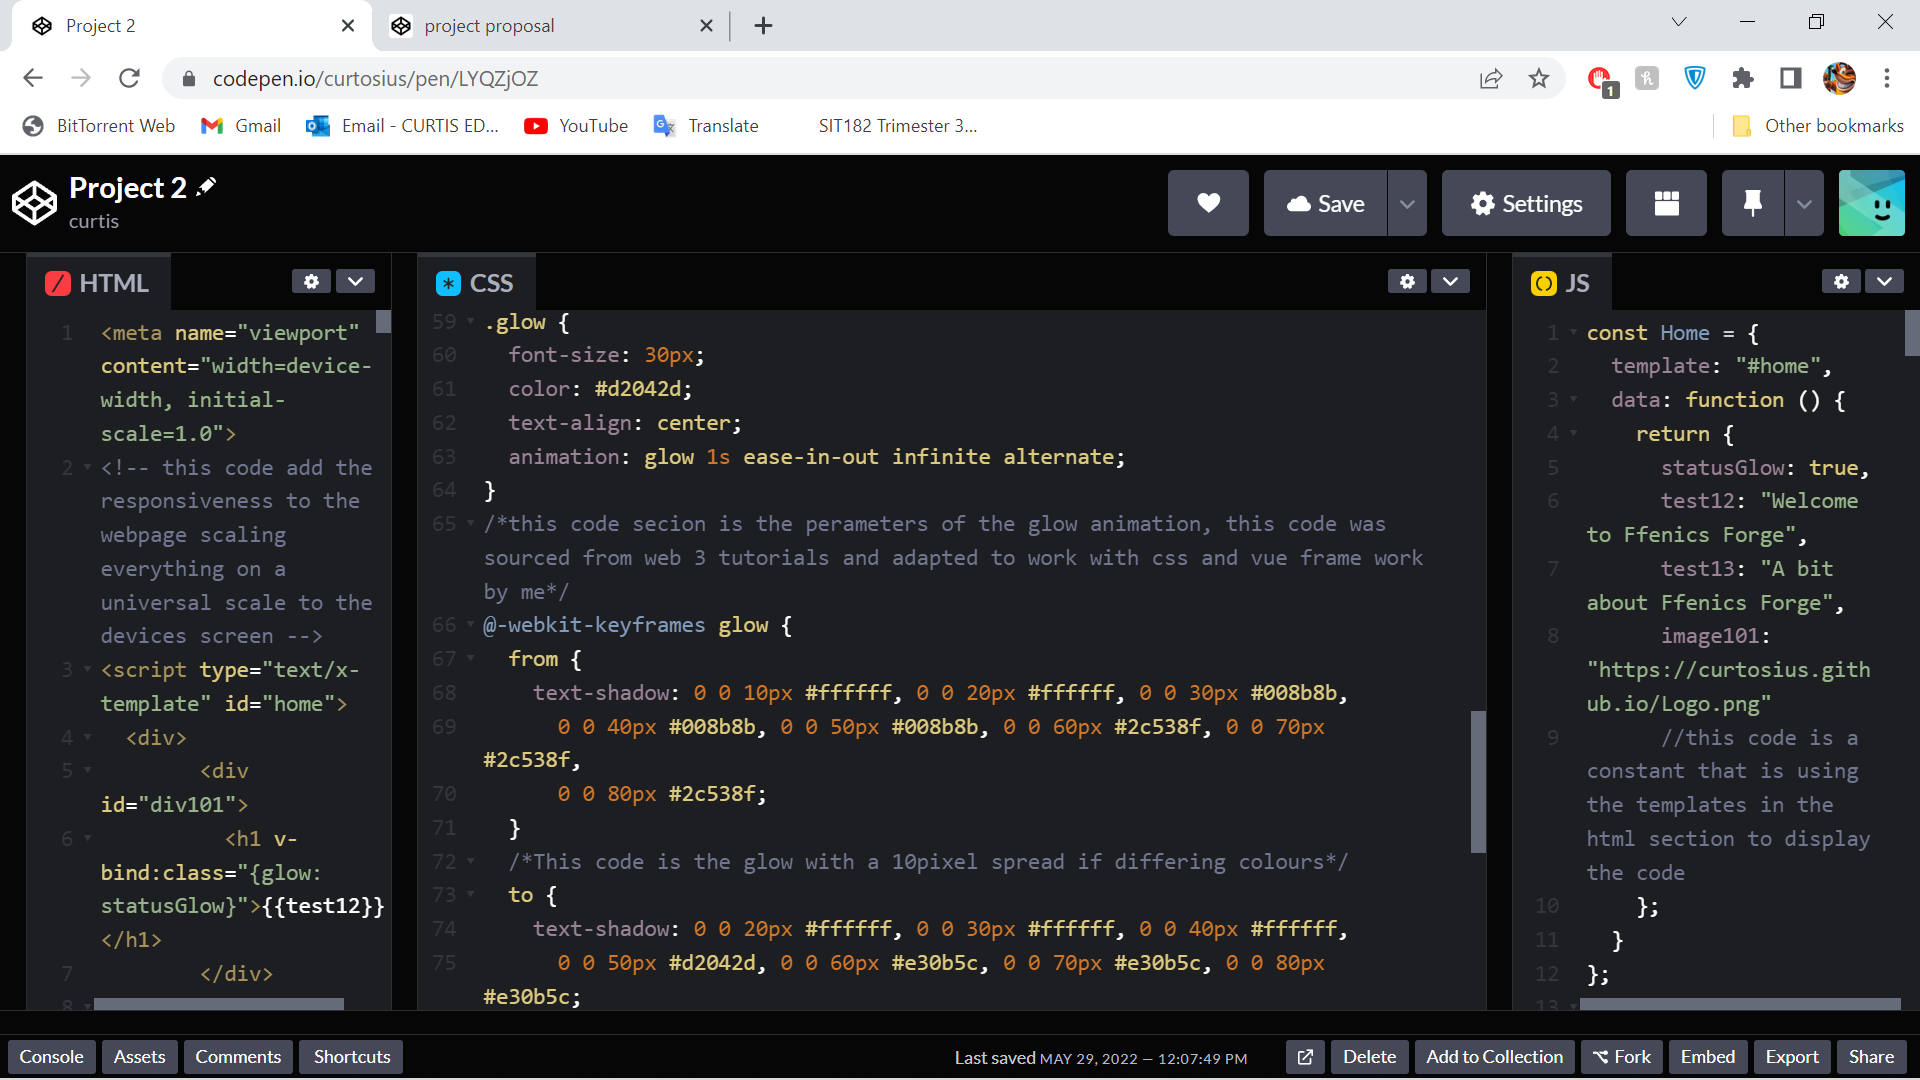 Project 2
project proposal
codepen.io/curtosius/pen/LYQZjOZ
1
BitTorrent Web
Gmail
Email - CURTIS ED...
YouTube
Translate
SIT182 Trimester 3...
Other bookmarks
Project 2
curtis
Save
Settings
HTML
1 <meta name="viewport"
content="width=device-
width, initial-
scale=1.0">
2 <!-- this code add the
responsiveness to the
webpage scaling
everything on a
universal scale to the
devices screen -->
3 <script type="text/x-
template" id="home">
4 <div>
5 <div
id="div101">
6 <h1 v-
bind:class="{glow:
statusGlow}">{{test12}}
</h1>
7 </div>
8
CSS
59 .glow {
60 font-size: 30px;
61 color: #d2042d;
62 text-align: center;
63 animation: glow 1s ease-in-out infinite alternate;
64 }
65 /*this code secion is the perameters of the glow animation, this code was
sourced from web 3 tutorials and adapted to work with css and vue frame work
by me*/
66 @-webkit-keyframes glow {
67 from {
68 text-shadow: 0 0 10px #ffffff, 0 0 20px #ffffff, 0 0 30px #008b8b,
69 0 0 40px #008b8b, 0 0 50px #008b8b, 0 0 60px #2c538f, 0 0 70px
#2c538f,
70 0 0 80px #2c538f;
71 }
72 /*This code is the glow with a 10pixel spread if differing colours*/
73 to {
74 text-shadow: 0 0 20px #ffffff, 0 0 30px #ffffff, 0 0 40px #ffffff,
75 0 0 50px #d2042d, 0 0 60px #e30b5c, 0 0 70px #e30b5c, 0 0 80px
#e30b5c;
JS
1 const Home = {
2 template: "#home",
3 data: function () {
4 return {
5 statusGlow: true,
6 test12: "Welcome
to Ffenics Forge",
7 test13: "A bit
about Ffenics Forge",
8 image101:
"https://curtosius.gith
ub.io/Logo.png"
9 //this code is a
constant that is using
the templates in the
html section to display
the code
10 };
11 }
12 };
13
Console
Assets
Comments
Shortcuts
Last saved MAY 29, 2022 — 12:07:49 PM
Delete
Add to Collection
Fork
Embed
Export
Share